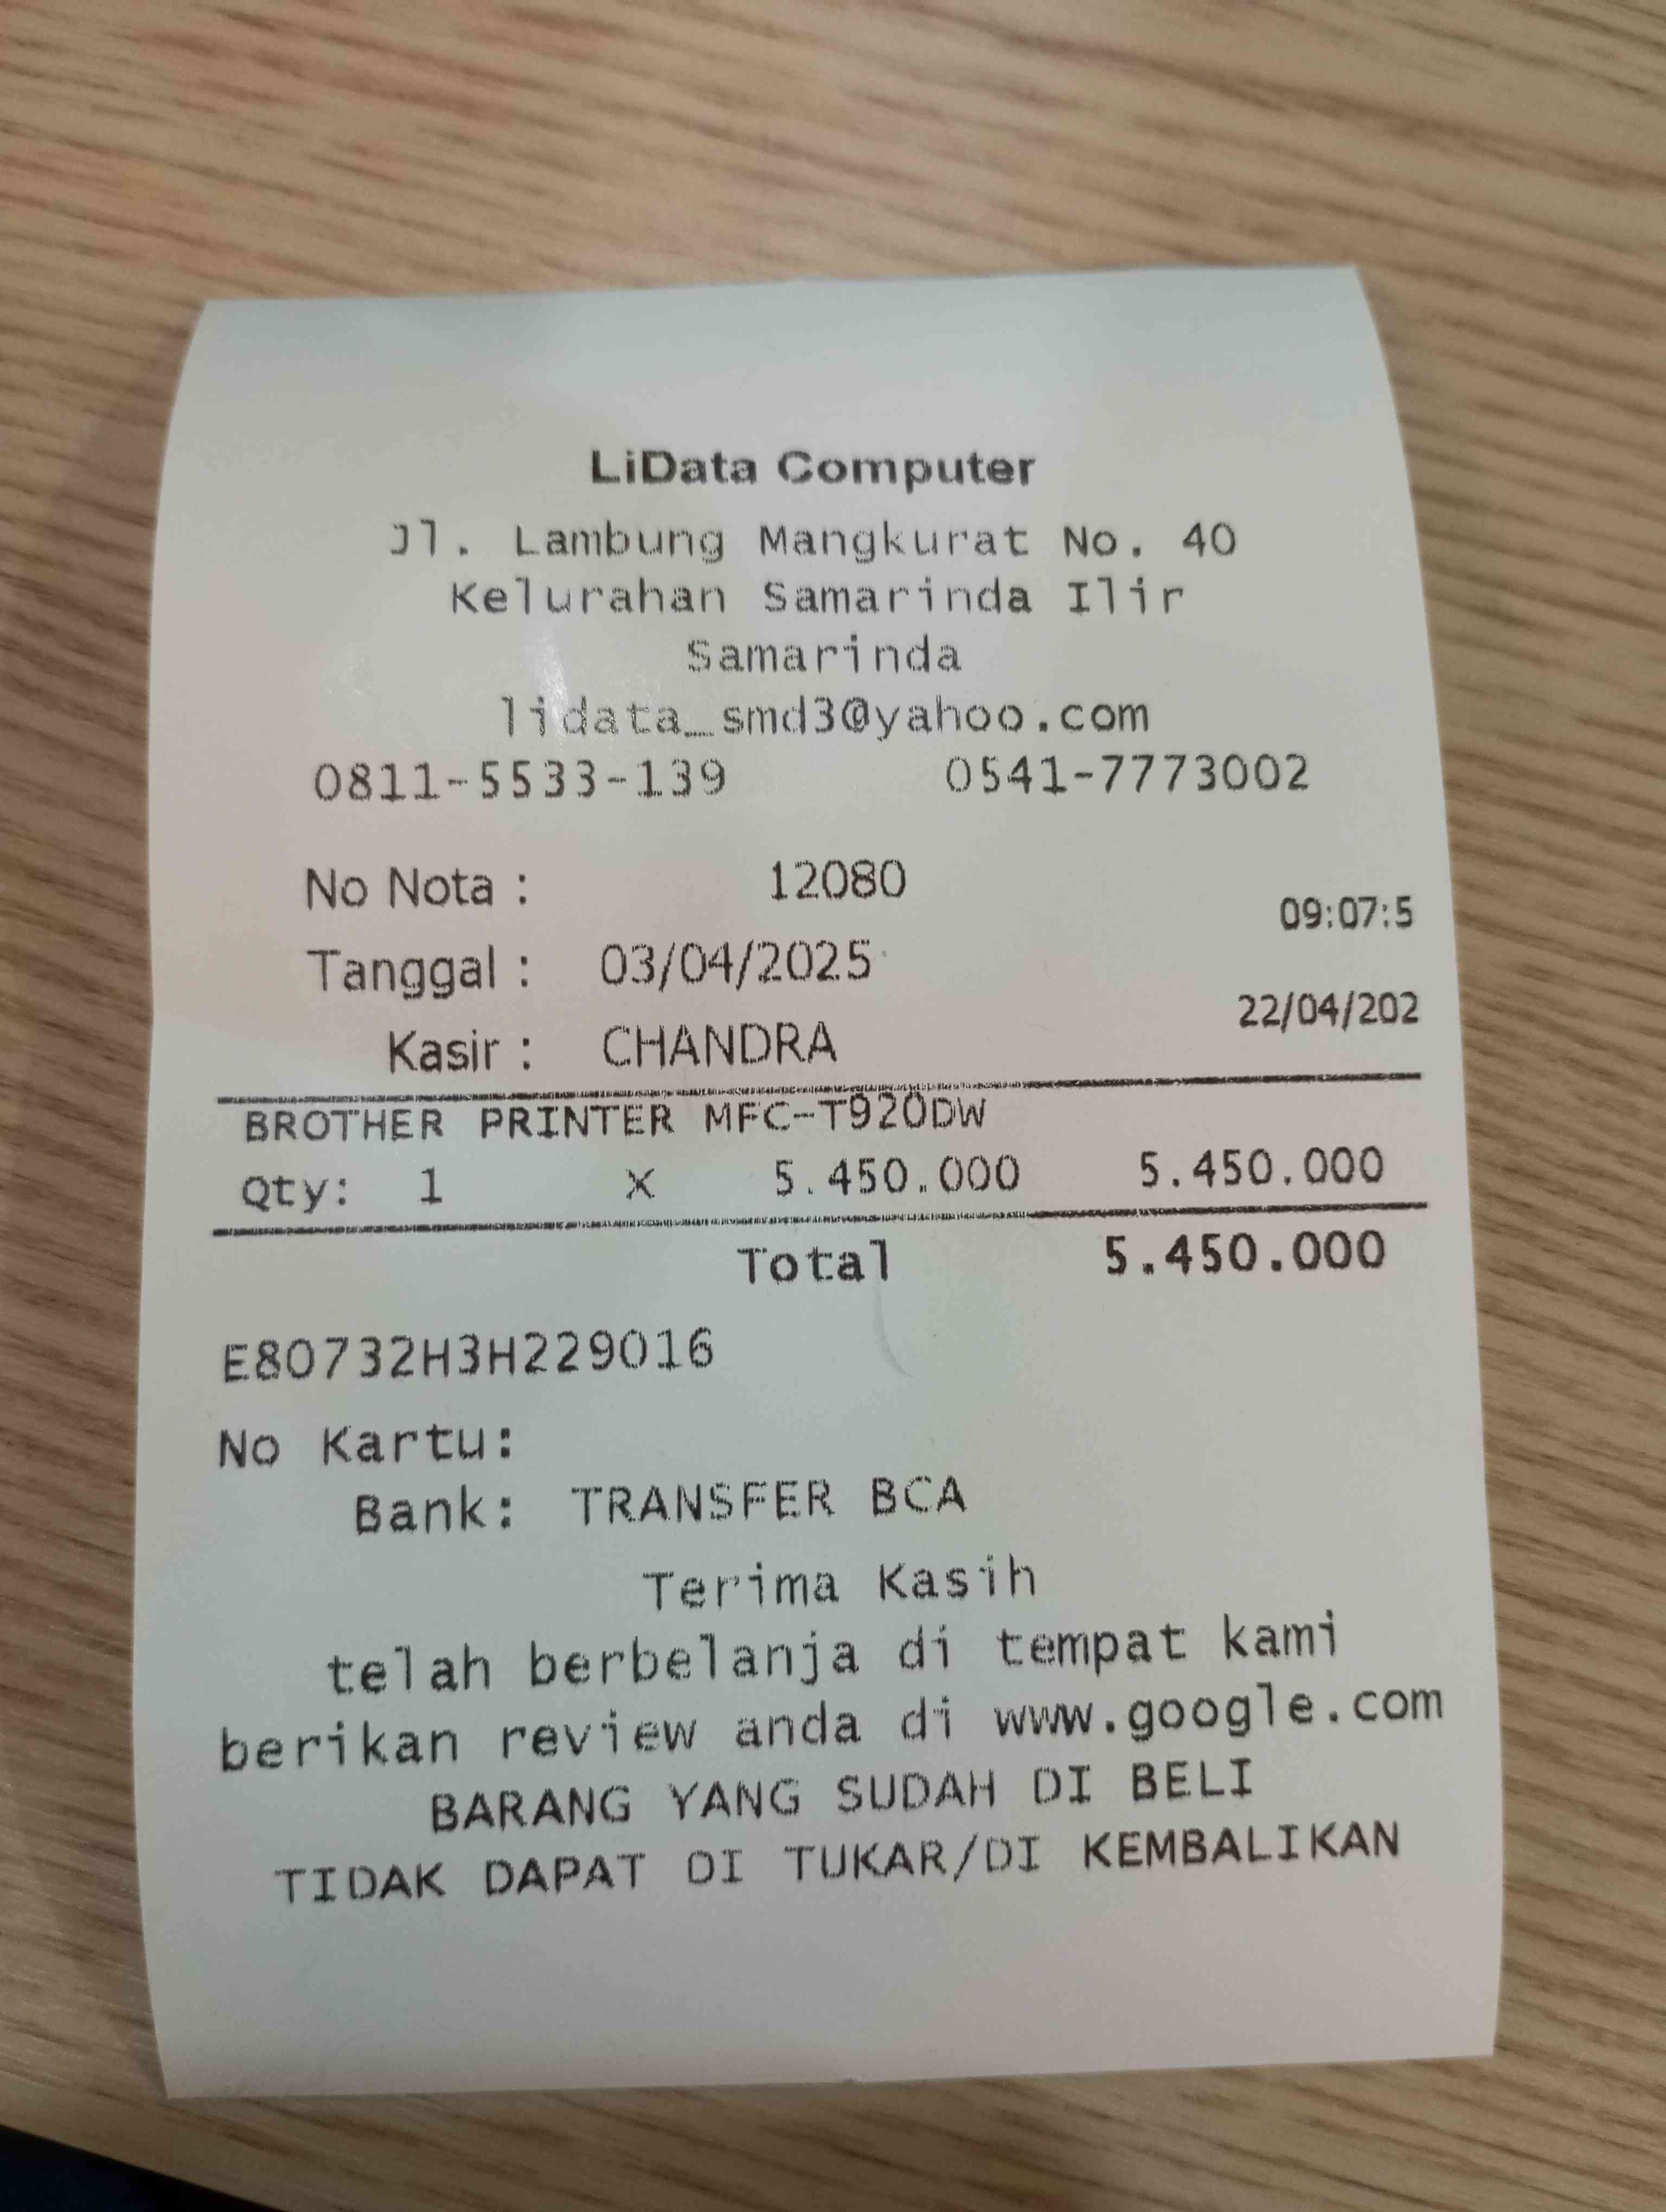 LiData Computer
Jl. Lambung Mangkurat No. 40
Kelurahan Samarinda Ilir
Samarinda
lidata_smd3@yahoo.com
0811-5533-139 0541-7773002
No Nota : 12080
09:07:5
Tanggal : 03/04/2025
22/04/202
Kasir : CHANDRA
BROTHER PRINTER MFC-T920DW
Qty: 1 X 5.450.000 5.450.000
Total 5.450.000
E80732H3H229016
No Kartu:
Bank: TRANSFER BCA
Terima Kasih
telah berbelanja di tempat kami
berikan review anda di www.google.com
BARANG YANG SUDAH DI BELI
TIDAK DAPAT DI TUKAR/DI KEMBALIKAN